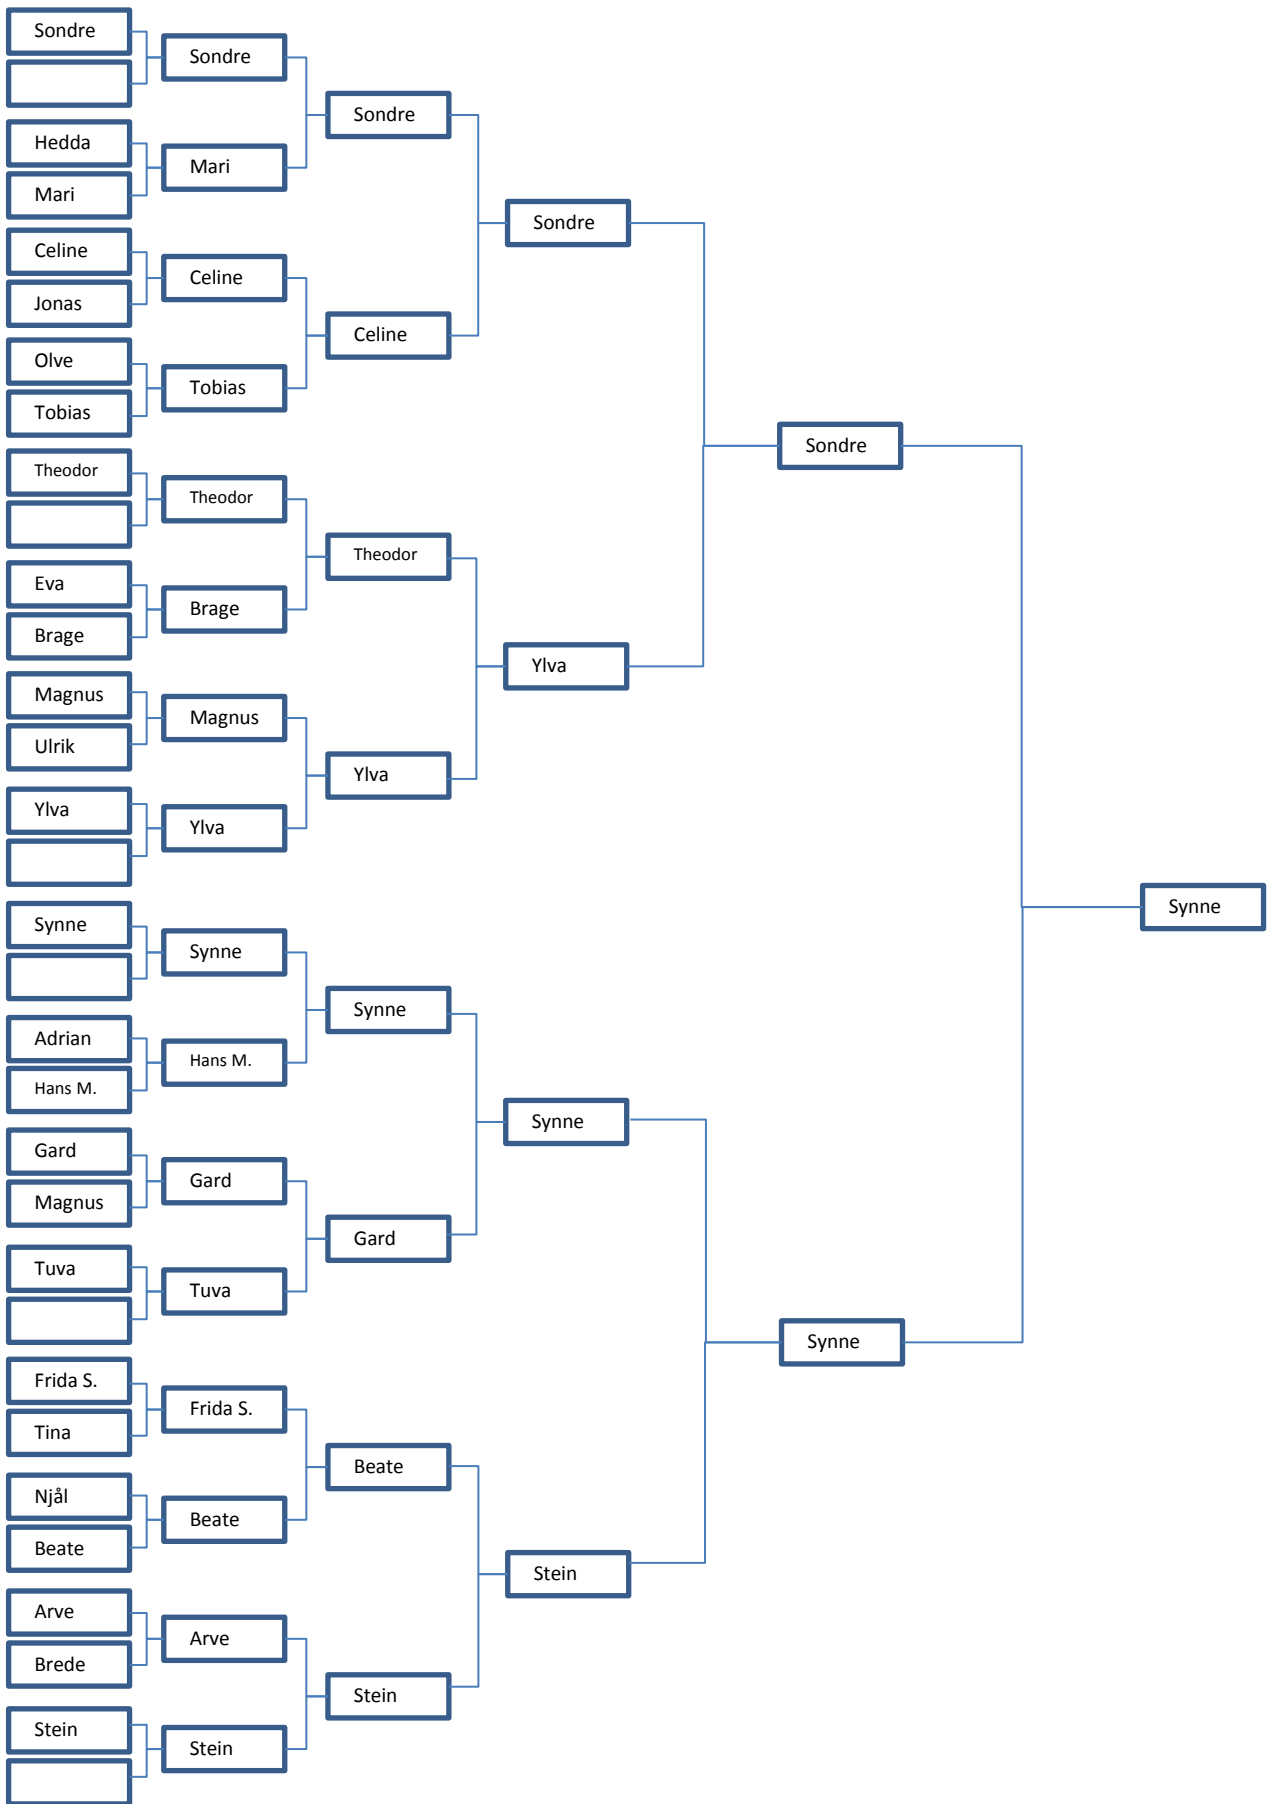 Sondre
Hedda
Mari
Celine
Jonas
Olve
Tobias
Theodor
Eva
Brage
Magnus
Ulrik
Ylva
Synne
Adrian
Hans M.
Gard
Magnus
Tuva
Frida S.
Tina
Njål
Beate
Arve
Brede
Stein
Sondre
Mari
Celine
Tobias
Theodor
Brage
Magnus
Ylva
Synne
Hans M.
Gard
Tuva
Frida S.
Beate
Arve
Stein
Sondre
Celine
Theodor
Ylva
Synne
Gard
Beate
Stein
Sondre
Ylva
Synne
Stein
Sondre
Synne
Synne